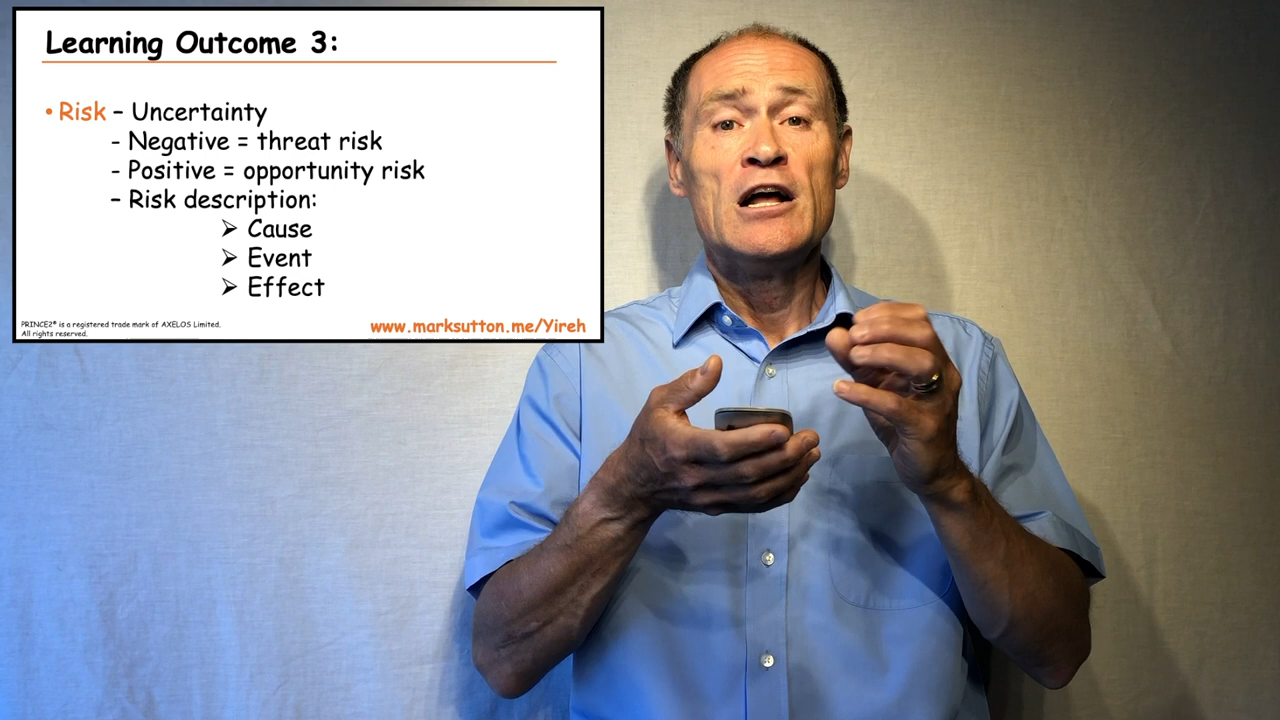 Learning Outcome 3:
• Risk – Uncertainty
- Negative = threat risk
- Positive = opportunity risk
– Risk description:
➢ Cause
➢ Event
➢ Effect
PRINCE2® is a registered trade mark of AXELOS Limited.
All rights reserved.
www.marksutton.me/Yireh